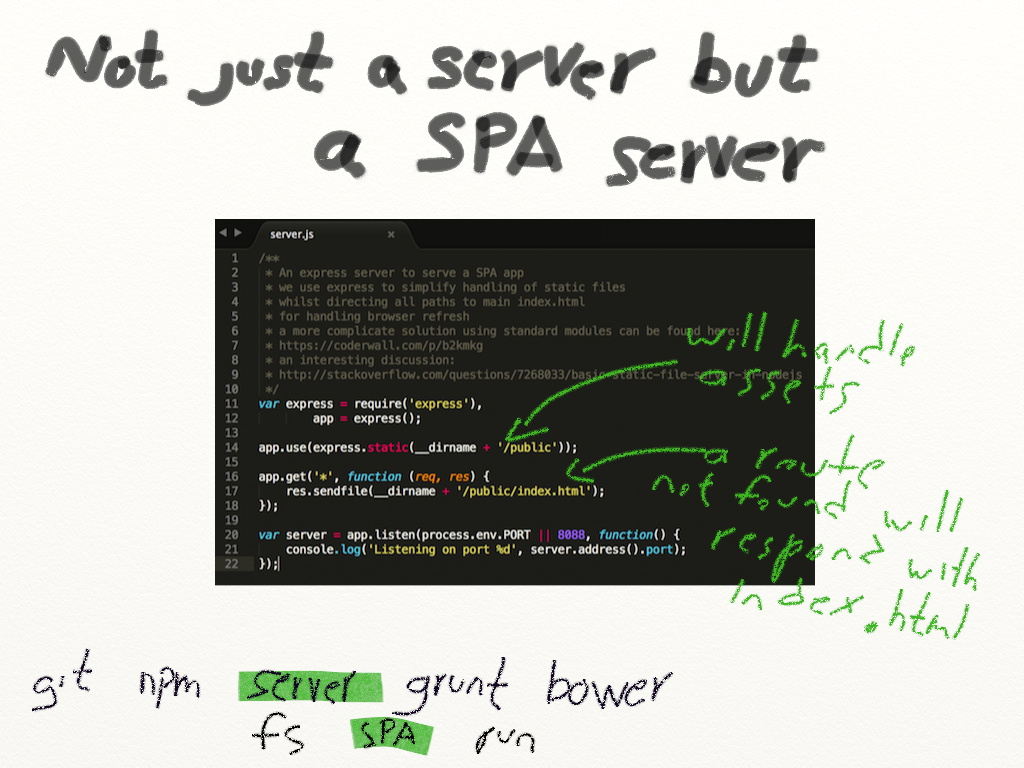 Not just a server but
a SPA server
server.js ×
1 /**
2 * An express server to serve a SPA app
3 * we use express to simplify handling of static files
4 * whilst directing all paths to main index.html
5 * for handling browser refresh
6 * a more complicate solution using standard modules can be found here:
7 * https://coderwall.com/p/b2kmkg
8 * an interesting discussion:
9 * http://stackoverflow.com/questions/7268033/basic-static-file-server-in-nodejs
10 */
11 var express = require('express'),
12 app = express();
13
14 app.use(express.static(__dirname + '/public'));
15
16 app.get('*', function (req, res) {
17 res.sendfile(__dirname + '/public/index.html');
18 });
19
20 var server = app.listen(process.env.PORT || 8088, function() {
21 console.log('Listening on port %d', server.address().port);
22 });
will handle
assets
a route
not found will
respond with
index.html
git npm server grunt bower
fs SPA run